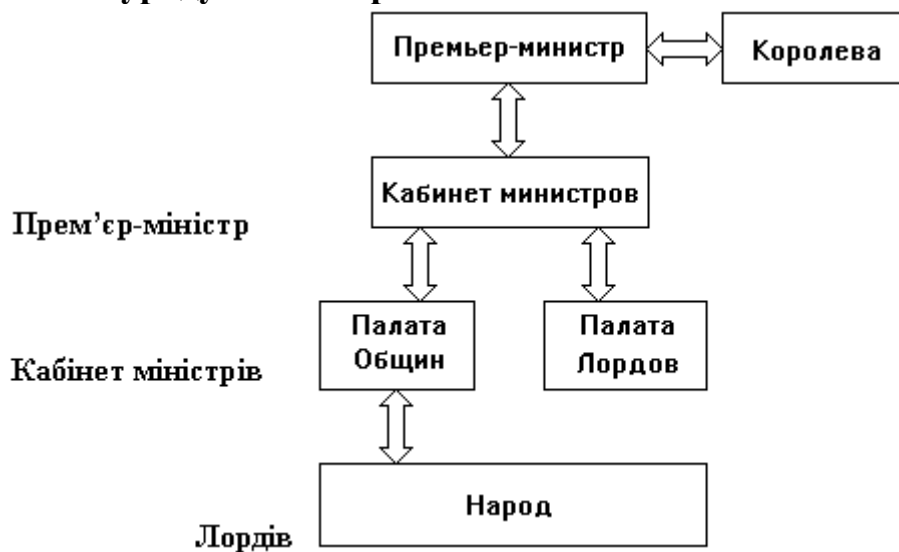 Премьер-министр
Королева
Кабинет министров
Прем’єр-міністр
Палата
Общин
Палата
Лордов
Кабінет міністрів
Народ
Лордів